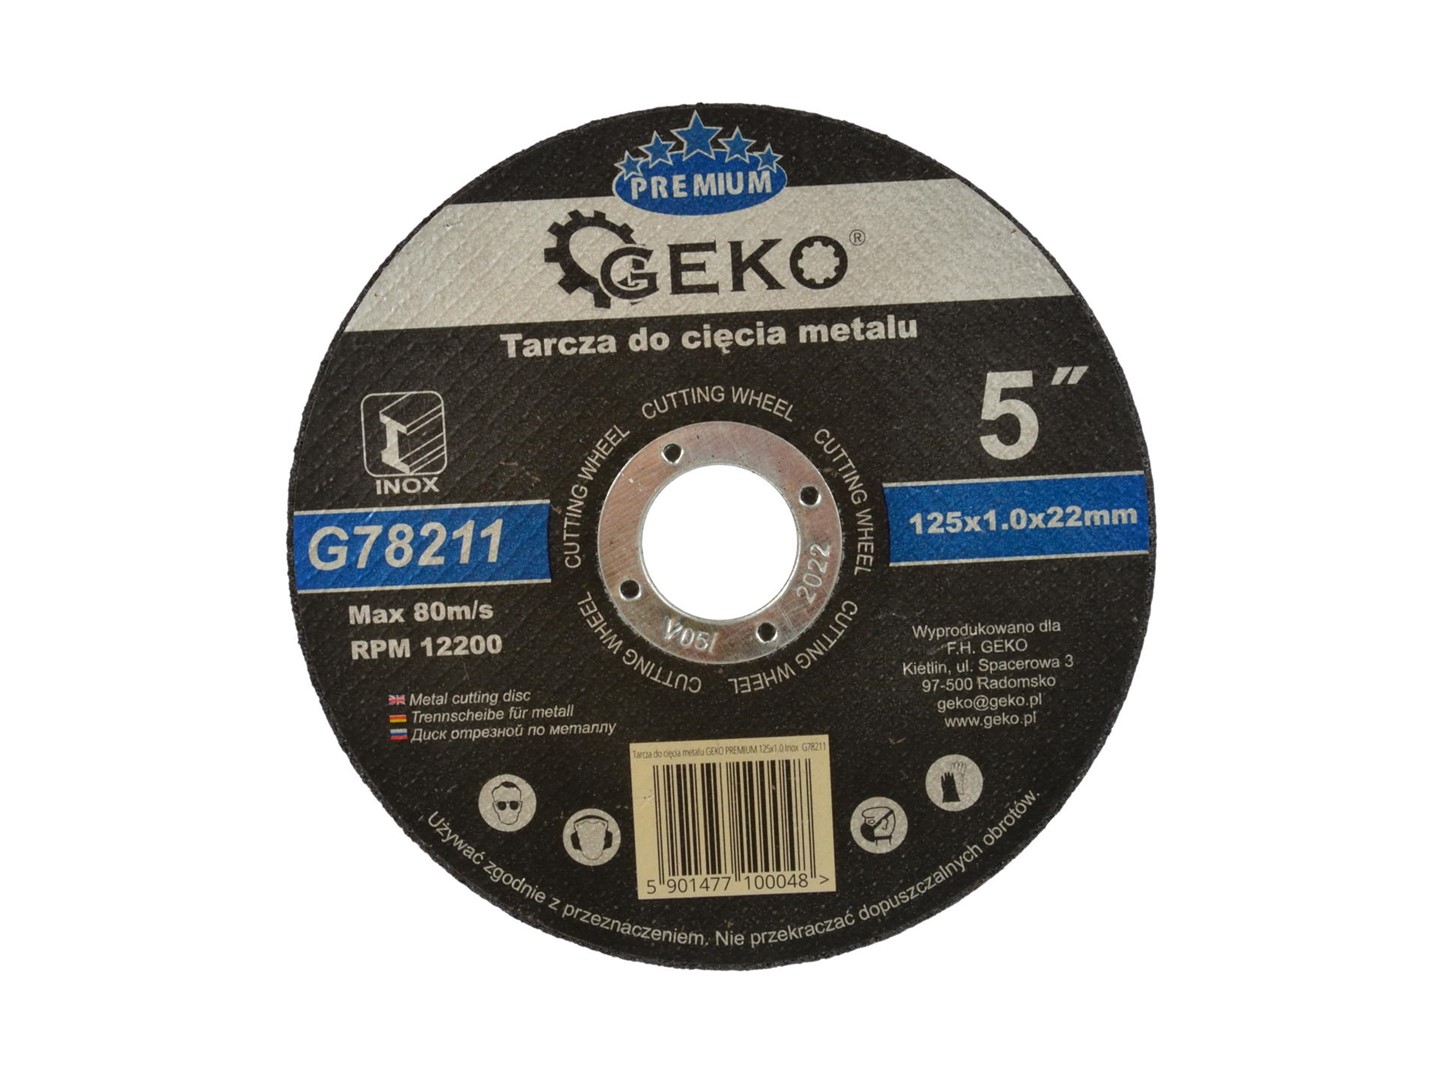 PREMIUM
GEKO®
Tarcza do cięcia metalu
5"
INOX
CUTTING WHEEL
CUTTING WHEEL
CUTTING WHEEL
CUTTING WHEEL
CUTTING WHEEL
CUTTING WHEEL
G78211
125x1.0x22mm
2022
V05/
Max 80m/s
RPM 12200
Wyprodukowano dla
F.H. GEKO
Kietlin, ul. Spacerowa 3
97-500 Radomsko
geko@geko.pl
www.geko.pl
Metal cutting disc
Trennscheibe für metall
Диск отрезной по металлу
Tarcza do cięcia metalu GEKO PREMIUM 125x1.0 Inox G78211
5 901477 100048 >
Używać zgodnie z przeznaczeniem. Nie przekraczać dopuszczalnych obrotów.